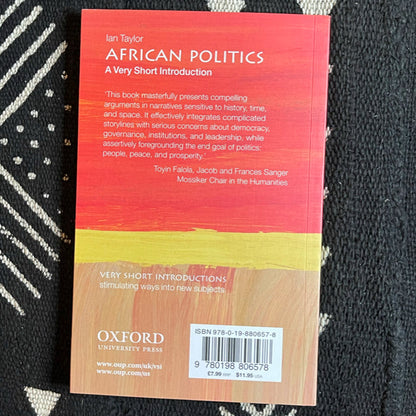 Ian Taylor
AFRICAN POLITICS
A Very Short Introduction
'This book masterfully presents compelling
arguments in narratives sensitive to history, time,
and space. It effectively integrates complicated
storylines with serious concerns about democracy,
governance, institutions, and leadership, while
assertively foregrounding the end goal of politics:
people, peace, and prosperity.'
Toyin Falola, Jacob and Frances Sanger
Mossiker Chair in the Humanities
VERY SHORT INTRODUCTIONS
stimulating ways into new subjects
ISBN 978-0-19-880657-8
OXFORD
UNIVERSITY PRESS
www.oup.com/uk/vsi
www.oup.com/us
9 780198 806578
£7.99 RRP $11.95 USA